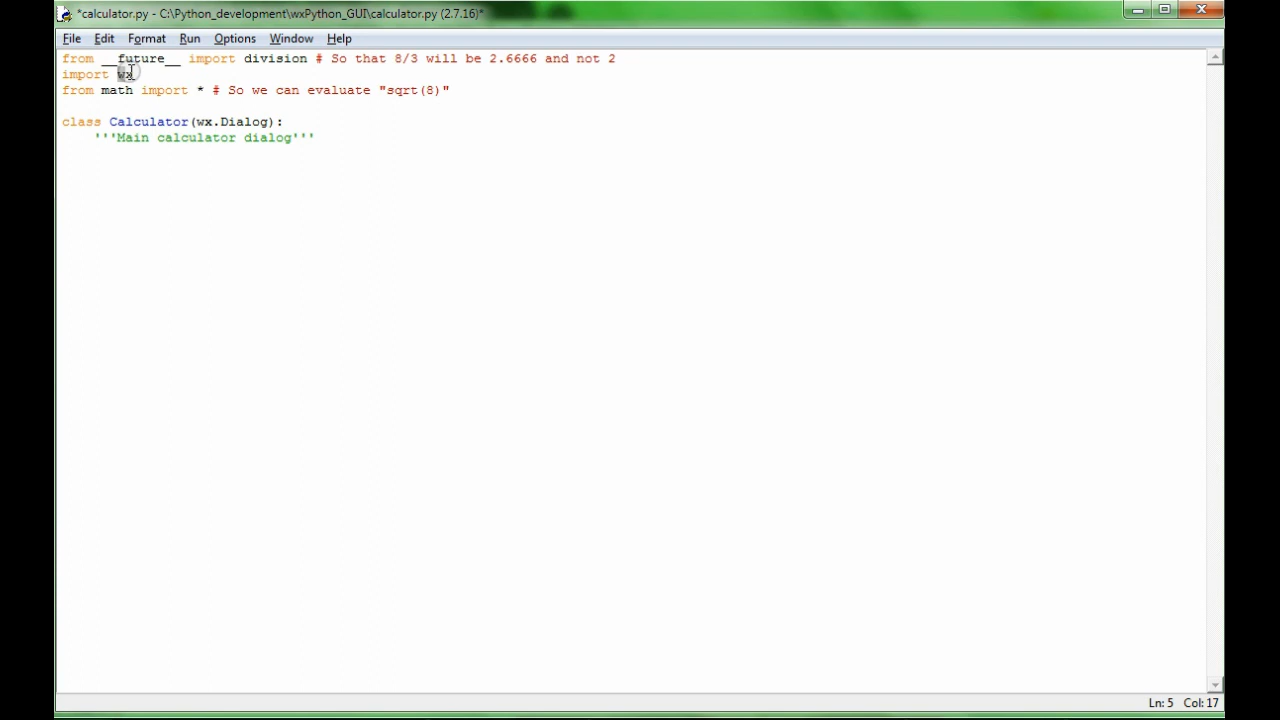 *calculator.py - C:\Python_development\wxPython_GUI\calculator.py (2.7.16)*
File Edit Format Run Options Window Help
from __future__ import division # So that 8/3 will be 2.6666 and not 2
import wx
from math import * # So we can evaluate "sqrt(8)"
class Calculator(wx.Dialog):
    '''Main calculator dialog'''
Ln: 5 Col: 17